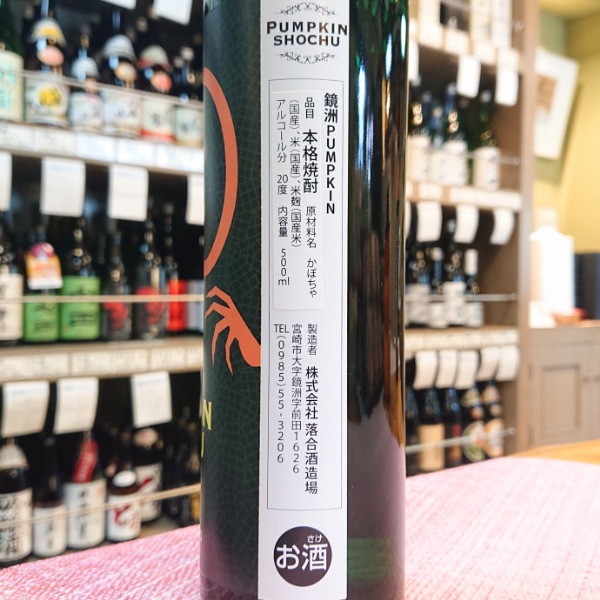 PUMPKIN
SHOCHU
鏡洲PUMPKIN
品目 本格焼酎 原材料名 かぼちゃ
(国産)、米(国産)、米麹(国産米)
アルコール分 20度 内容量 500ml
製造者 株式会社 落合酒造場
宮崎市大字鏡洲字前田1626
TEL(0985)55-3206
さけ
お酒